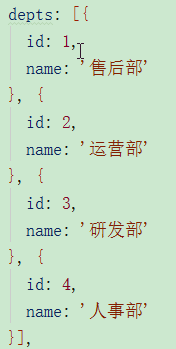 depts: [{
id: 1,
name: '售后部'
}, {
id: 2,
name: '运营部'
}, {
id: 3,
name: '研发部'
}, {
id: 4,
name: '人事部'
}],